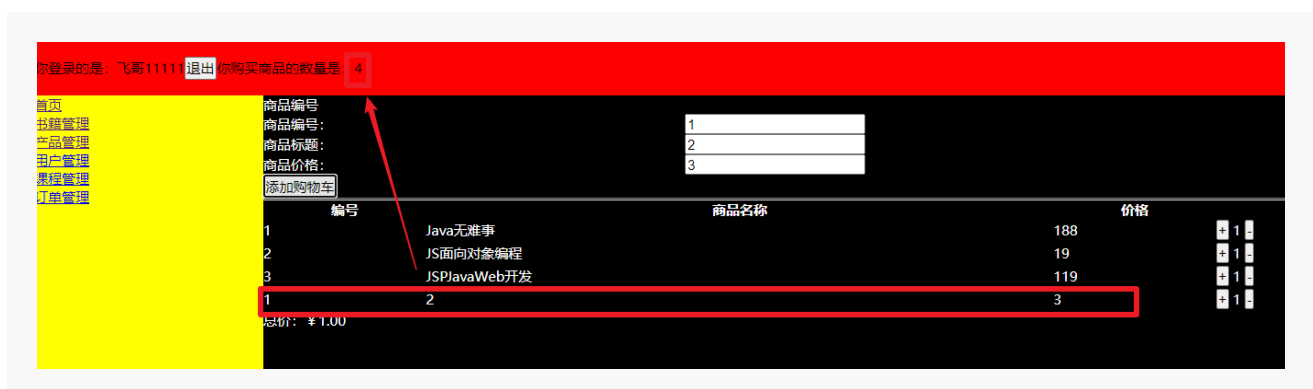 你登录的是：飞哥11111 退出 你购买商品的数量是 4
首页
书籍管理
产品管理
用户管理
课程管理
订单管理
商品编号
商品编号： 1
商品标题： 2
商品价格： 3
添加购物车
编号 商品名称 价格
1 Java无难事 188 + 1 -
2 JS面向对象编程 19 + 1 -
3 JSPJavaWeb开发 119 + 1 -
1 2 3 + 1 -
总价：￥1.00